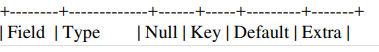 +--------+-------------+------+-----+---------+-------+
| Field | Type | Null | Key | Default | Extra |